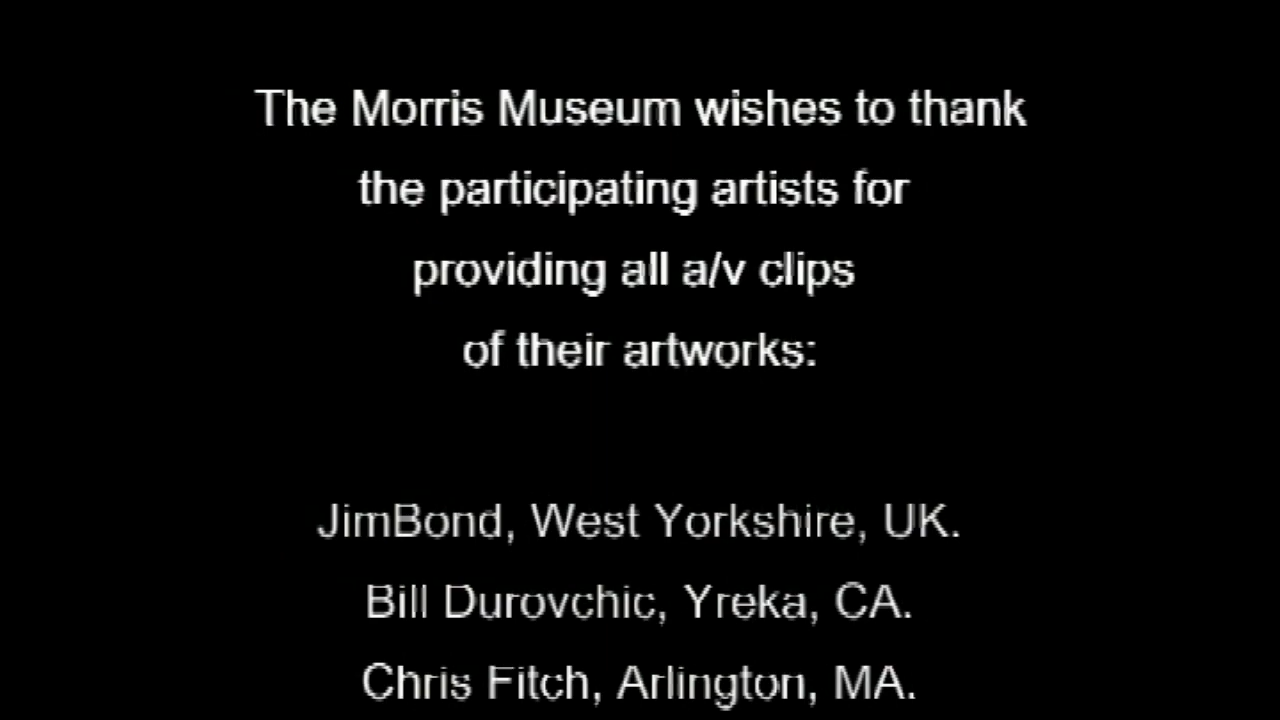 The Morris Museum wishes to thank
the participating artists for
providing all a/v clips
of their artworks:
JimBond, West Yorkshire, UK.
Bill Durovchic, Yreka, CA.
Chris Fitch, Arlington, MA.